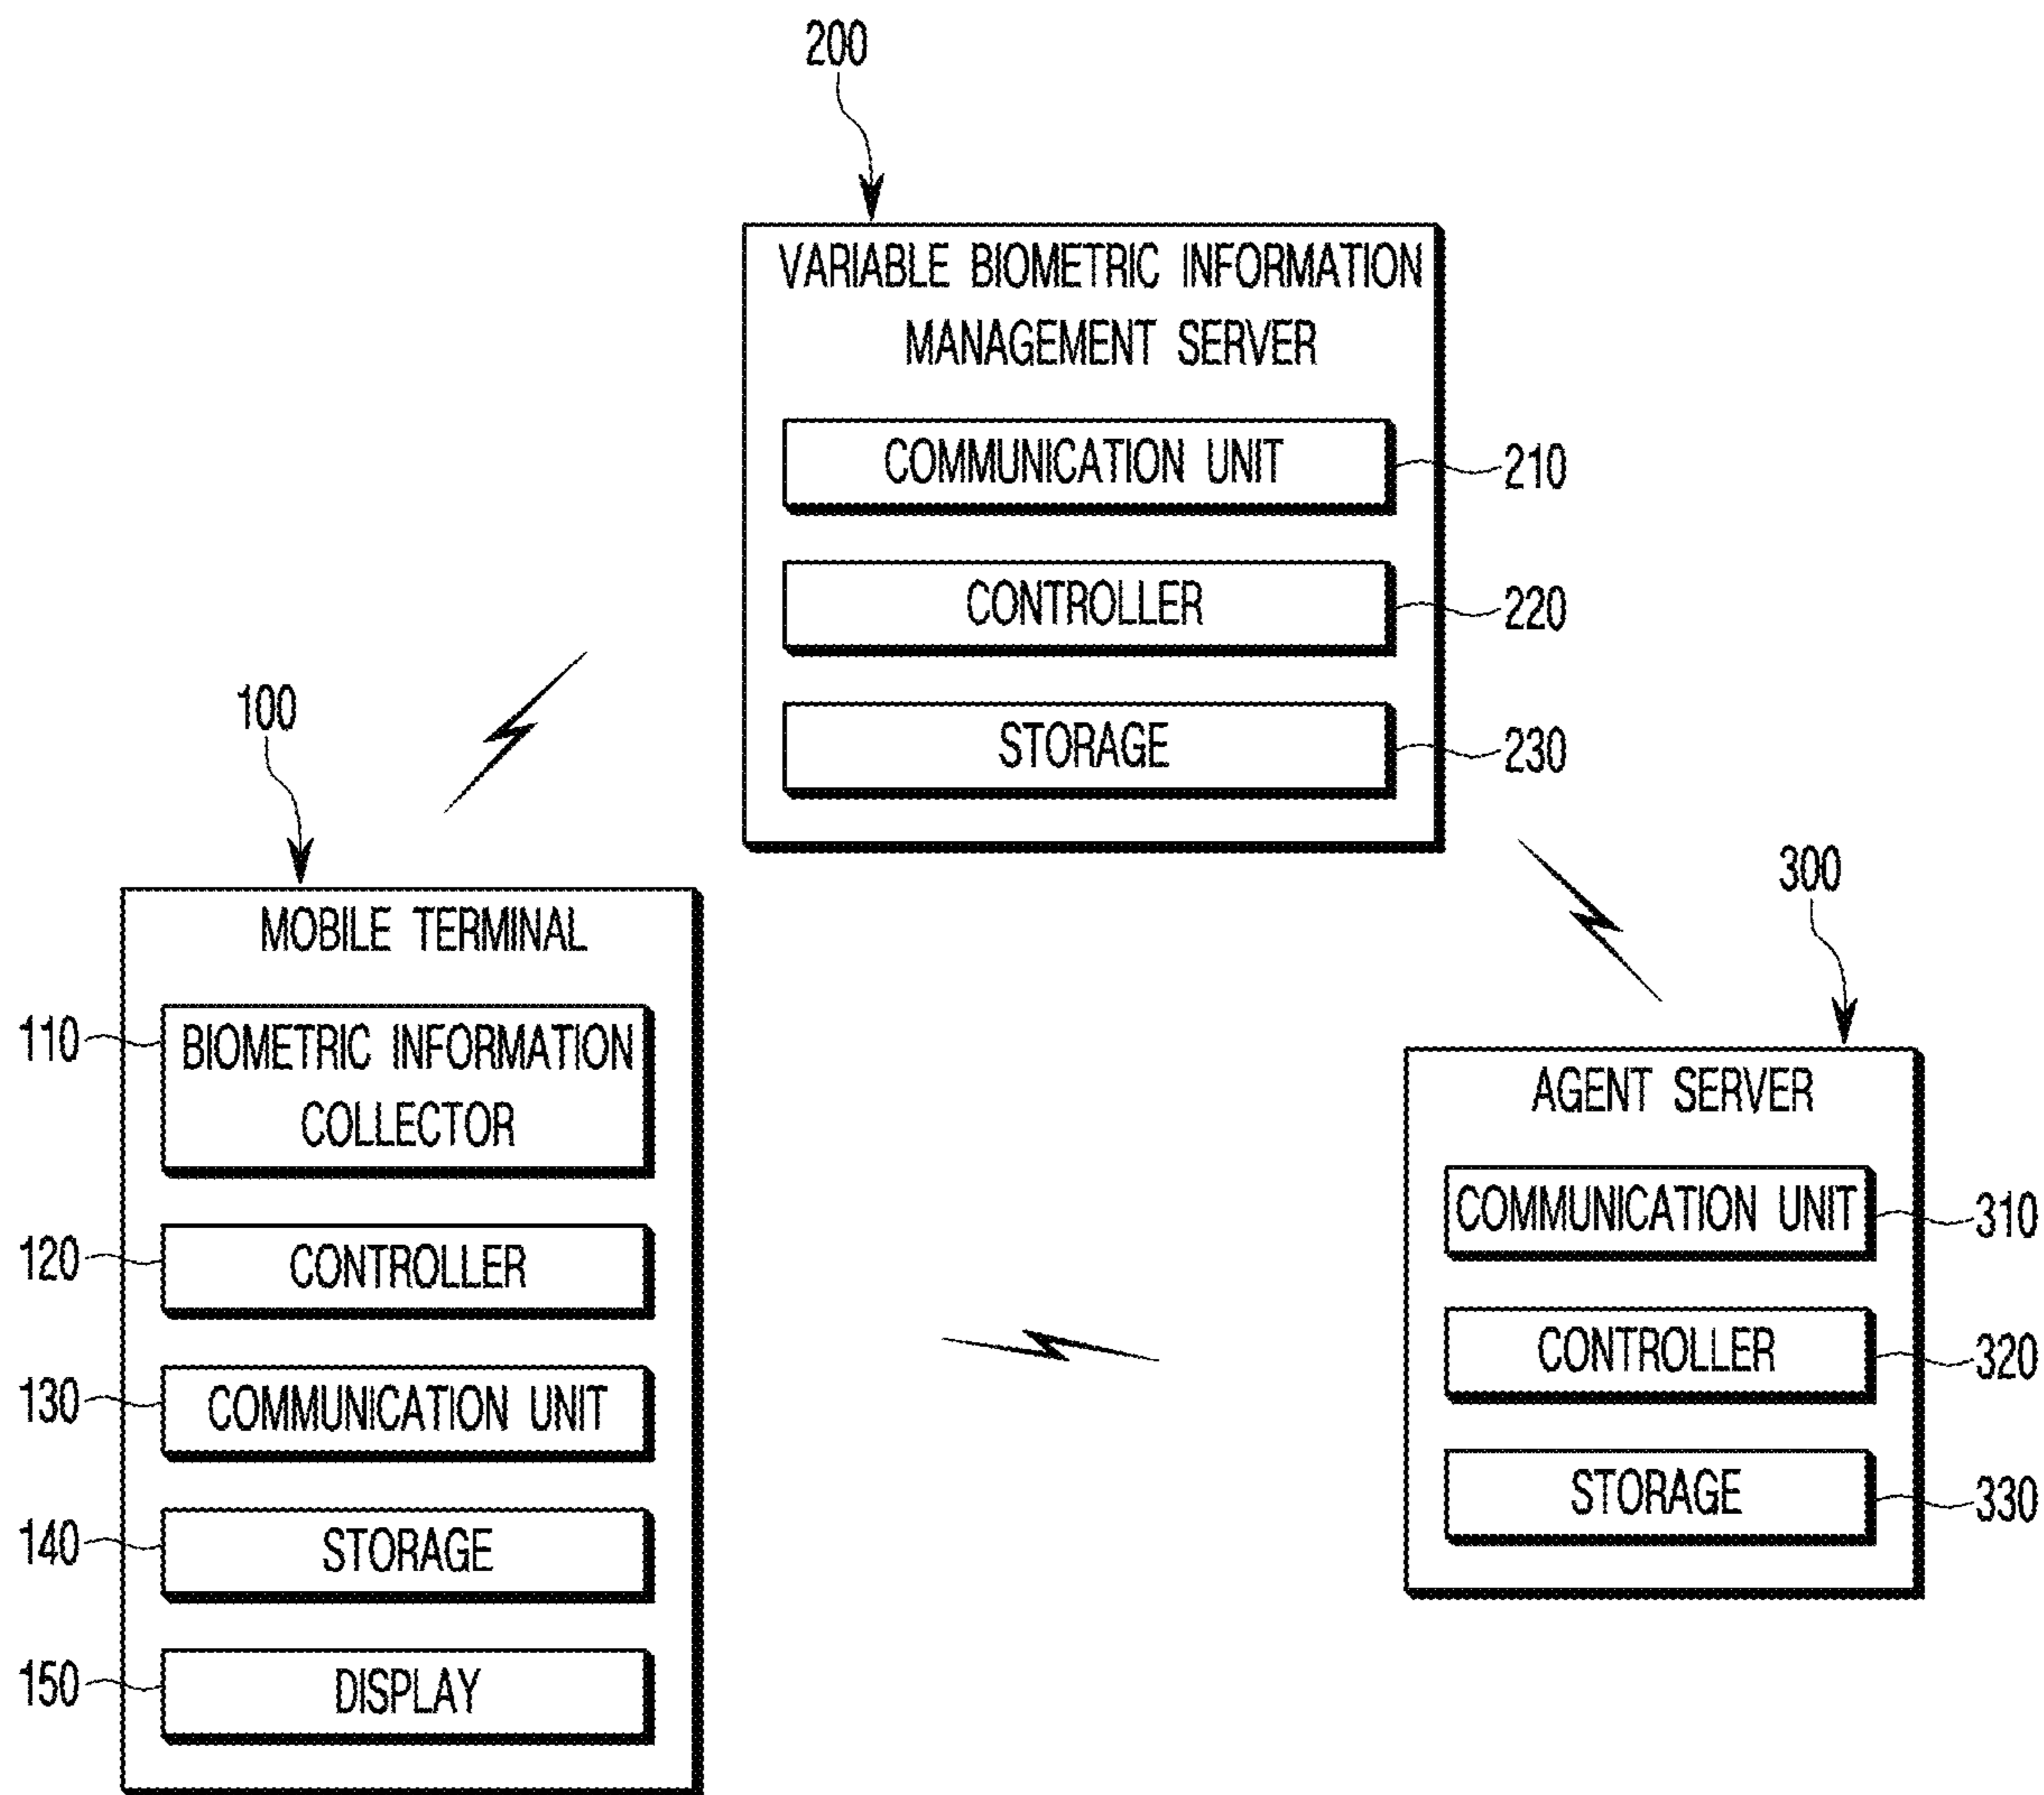 200
VARIABLE BIOMETRIC INFORMATION
MANAGEMENT SERVER
COMMUNICATION UNIT
210
CONTROLLER
220
STORAGE
230
100
MOBILE TERMINAL
110
BIOMETRIC INFORMATION
COLLECTOR
120
CONTROLLER
130
COMMUNICATION UNIT
140
STORAGE
150
DISPLAY
300
AGENT SERVER
COMMUNICATION UNIT
310
CONTROLLER
320
STORAGE
330